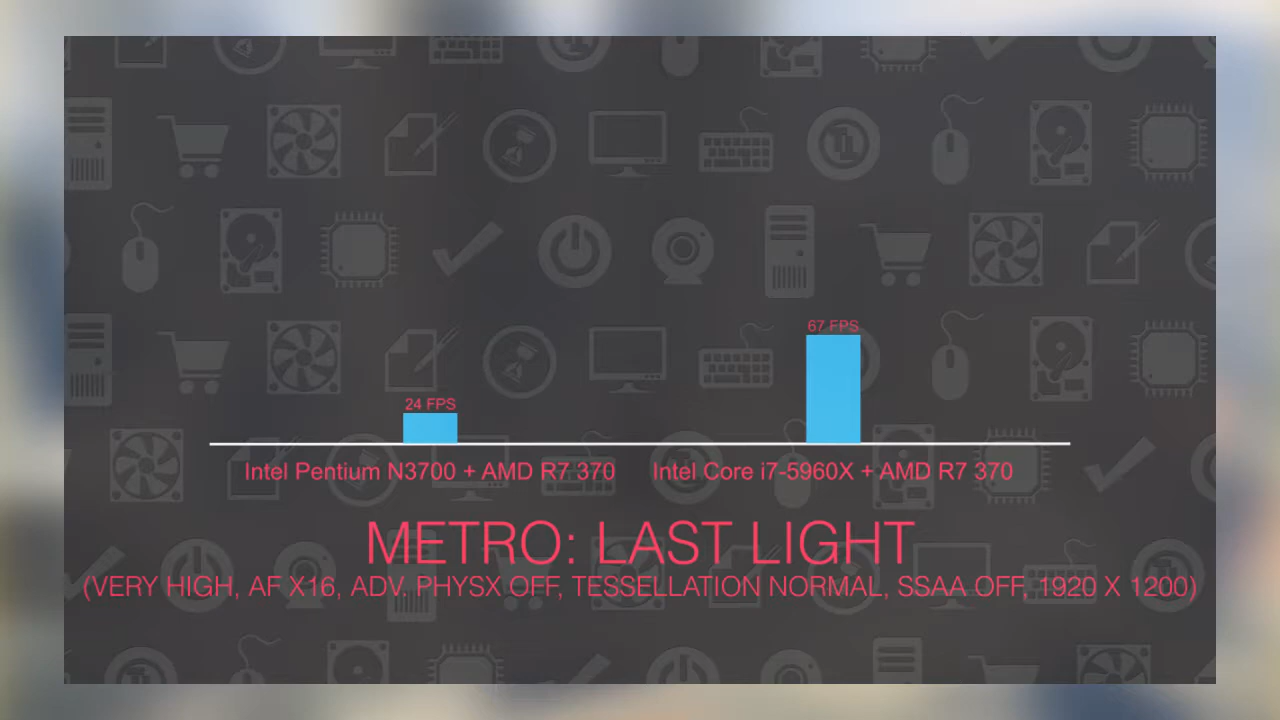 67 FPS
24 FPS
Intel Pentium N3700 + AMD R7 370
Intel Core i7-5960X + AMD R7 370
METRO: LAST LIGHT
(VERY HIGH, AF X16, ADV. PHYSX OFF, TESSELLATION NORMAL, SSAA OFF, 1920 X 1200)